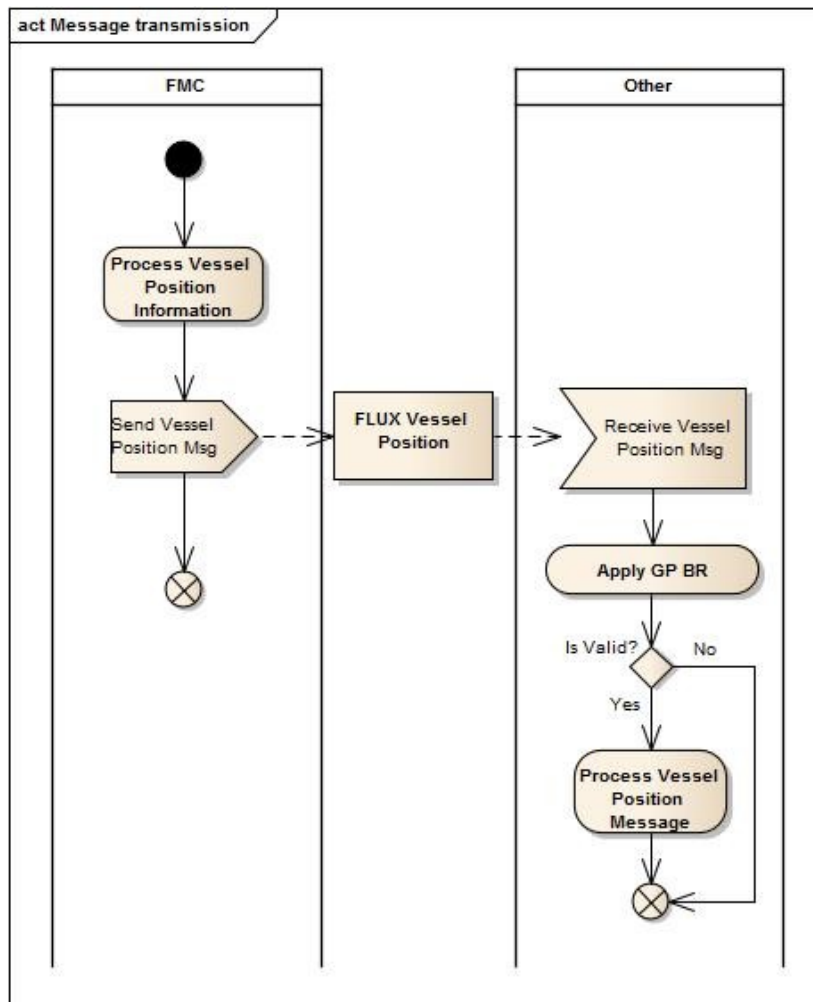 act Message transmission
FMC
Other
Process Vessel
Position
Information
Send Vessel
Position Msg
FLUX Vessel
Position
Receive Vessel
Position Msg
Apply GP BR
Is Valid?
No
Yes
Process Vessel
Position
Message